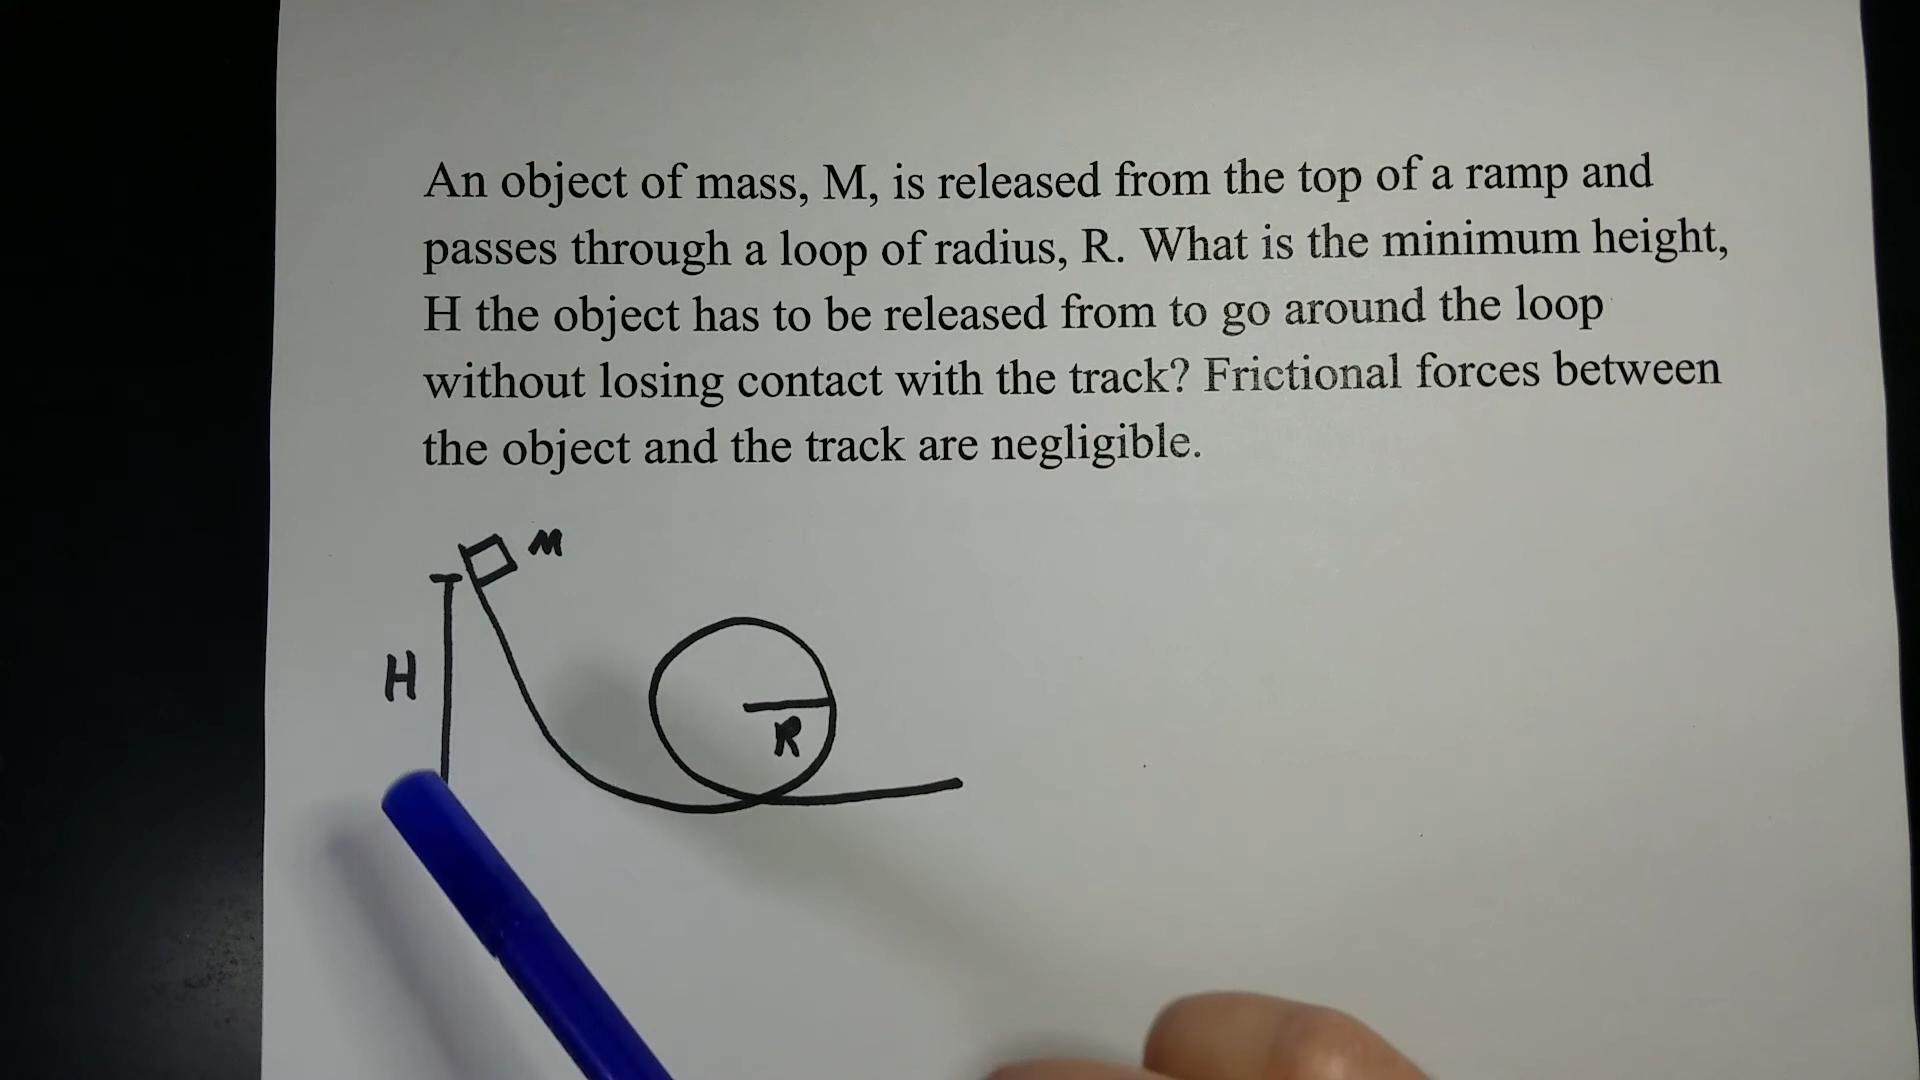 An object of mass, M, is released from the top of a ramp and
passes through a loop of radius, R. What is the minimum height,
H the object has to be released from to go around the loop
without losing contact with the track? Frictional forces between
the object and the track are negligible.
M
H
R